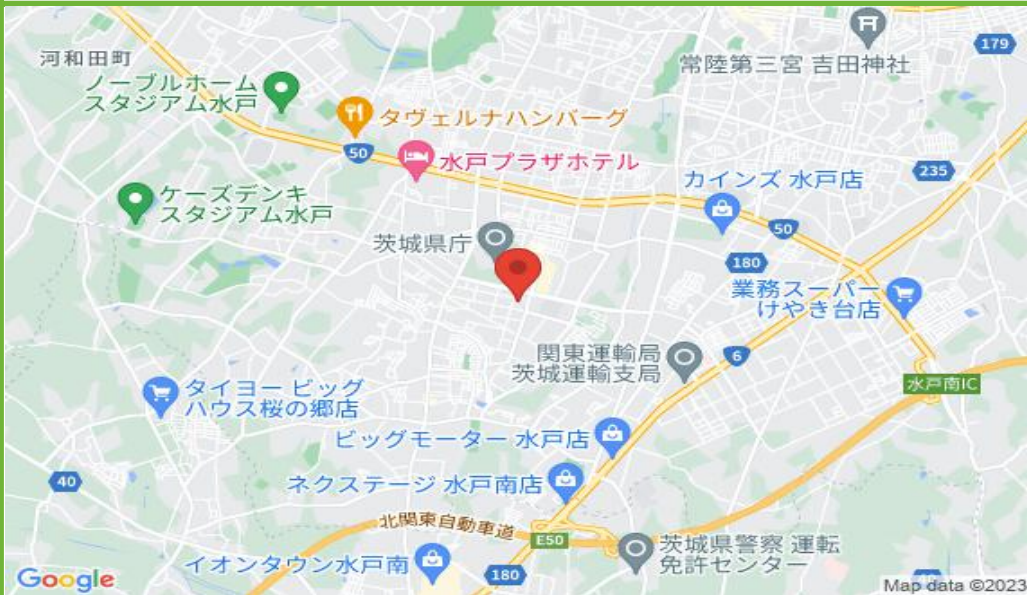 河和田町
ノーブルホーム
スタジアム水戸
常陸第三宮 吉田神社
179
タヴェルナハンバーグ
50
水戸プラザホテル
235
カインズ 水戸店
ケーズデンキ
スタジアム水戸
50
茨城県庁
180
業務スーパー
けやき台店
関東運輸局
茨城運輸支局
6
水戸南IC
タイヨー ビッグ
ハウス桜の郷店
ビッグモーター 水戸店
40
ネクステージ 水戸南店
北関東自動車道
E50
茨城県警察 運転
免許センター
イオンタウン水戸南
180
Google
Map data ©2023